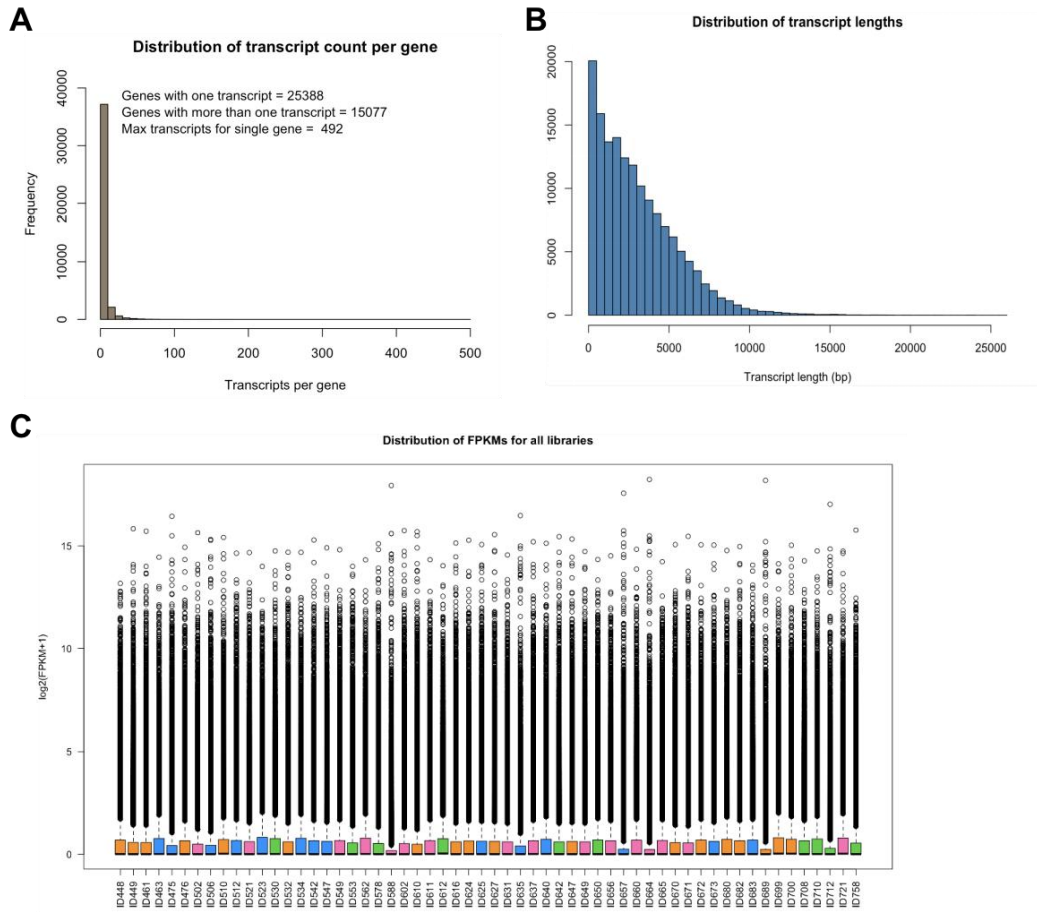 A
Distribution of transcript count per gene
Genes with one transcript = 25388
Genes with more than one transcript = 15077
Max transcripts for single gene = 492
Frequency
0
10000
20000
30000
40000
0 100 200 300 400 500
Transcripts per gene
B
Distribution of transcript lengths
0
5000
10000
15000
20000
0 5000 10000 15000 20000 25000
Transcript length (bp)
C
Distribution of FPKMs for all libraries
log2(FPKM+1)
15
10
5
0
ID448 ID449 ID461 ID463 ID475 ID476 ID502 ID506 ID510 ID512 ID521 ID523 ID530 ID532 ID534 ID542 ID547 ID549 ID553 ID562 ID578 ID588 ID602 ID610 ID611 ID612 ID616 ID624 ID625 ID627 ID631 ID635 ID637 ID640 ID642 ID647 ID649 ID650 ID656 ID657 ID660 ID664 ID665 ID670 ID671 ID672 ID673 ID680 ID682 ID683 ID689 ID699 ID700 ID708 ID710 ID712 ID721 ID758